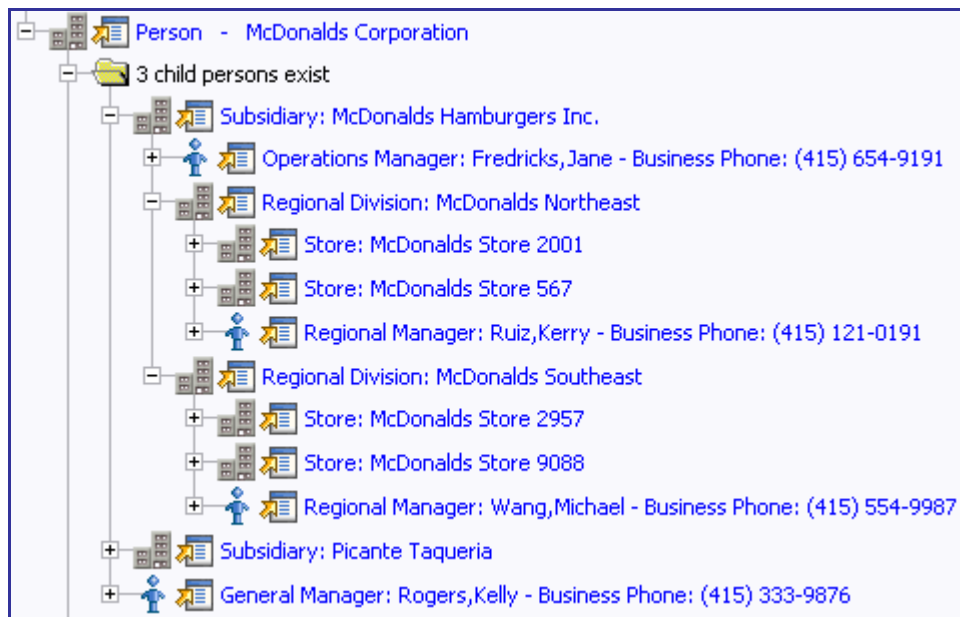 Person - McDonalds Corporation
3 child persons exist
Subsidiary: McDonalds Hamburgers Inc.
Operations Manager: Fredricks,Jane - Business Phone: (415) 654-9191
Regional Division: McDonalds Northeast
Store: McDonalds Store 2001
Store: McDonalds Store 567
Regional Manager: Ruiz,Kerry - Business Phone: (415) 121-0191
Regional Division: McDonalds Southeast
Store: McDonalds Store 2957
Store: McDonalds Store 9088
Regional Manager: Wang,Michael - Business Phone: (415) 554-9987
Subsidiary: Picante Taqueria
General Manager: Rogers,Kelly - Business Phone: (415) 333-9876